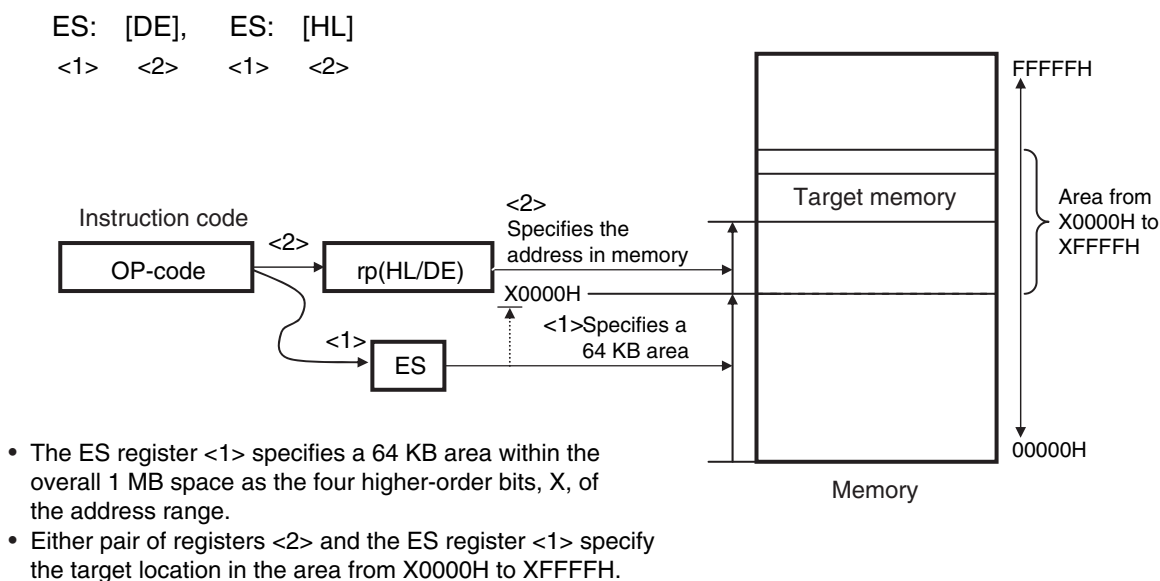 ES: [DE], ES: [HL]
<1> <2> <1> <2>
FFFFFH
Target memory
Area from
X0000H to
XFFFFH
Instruction code
OP-code
<2>
rp(HL/DE)
<2>
Specifies the
address in memory
X0000H
<1>Specifies a
64 KB area
<1>
ES
00000H
Memory
• The ES register <1> specifies a 64 KB area within the
overall 1 MB space as the four higher-order bits, X, of
the address range.
• Either pair of registers <2> and the ES register <1> specify
the target location in the area from X0000H to XFFFFH.